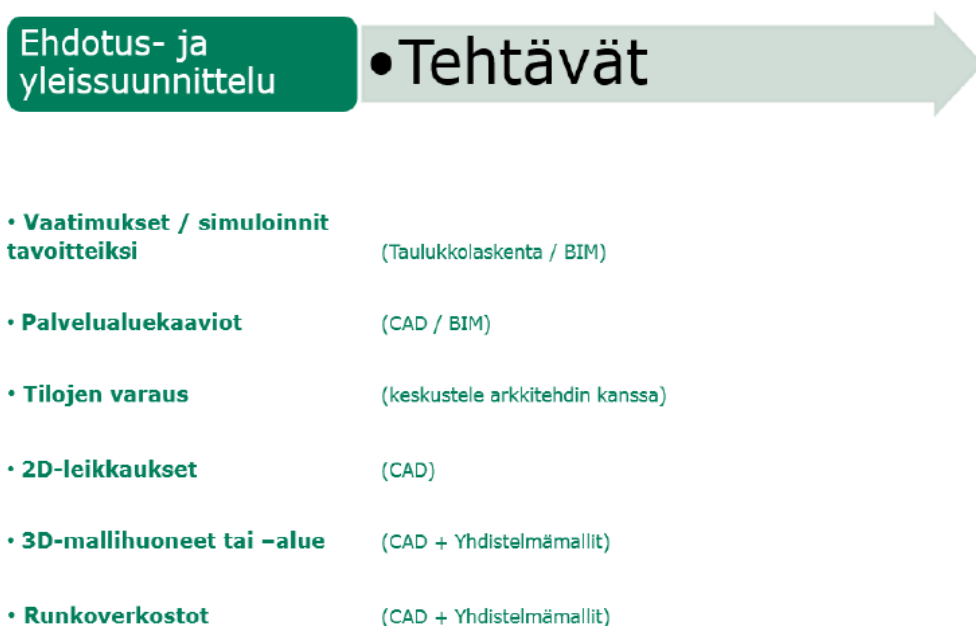 Ehdotus- ja
yleissuunnittelu
•Tehtävät
• Vaatimukset / simuloinnit
tavoitteiksi (Taulukkolaskenta / BIM)
• Palvelualuekaaviot (CAD / BIM)
• Tilojen varaus (keskustele arkkitehdin kanssa)
• 2D-leikkaukset (CAD)
• 3D-mallihuoneet tai –alue (CAD + Yhdistelmämallit)
• Runkoverkostot (CAD + Yhdistelmämallit)